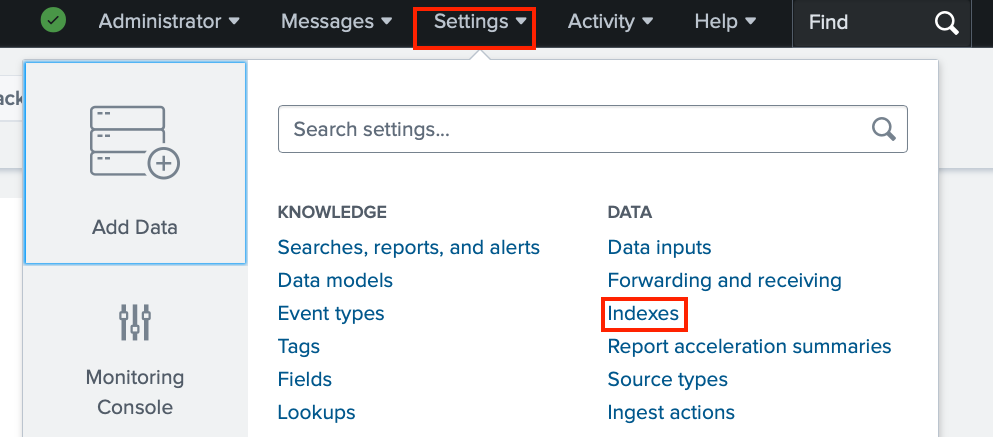 Administrator Messages Settings Activity Help Find
ack
Search settings...
Add Data
KNOWLEDGE
Searches, reports, and alerts
Data models
Event types
Tags
Fields
Lookups
DATA
Data inputs
Forwarding and receiving
Indexes
Report acceleration summaries
Source types
Ingest actions
Monitoring
Console